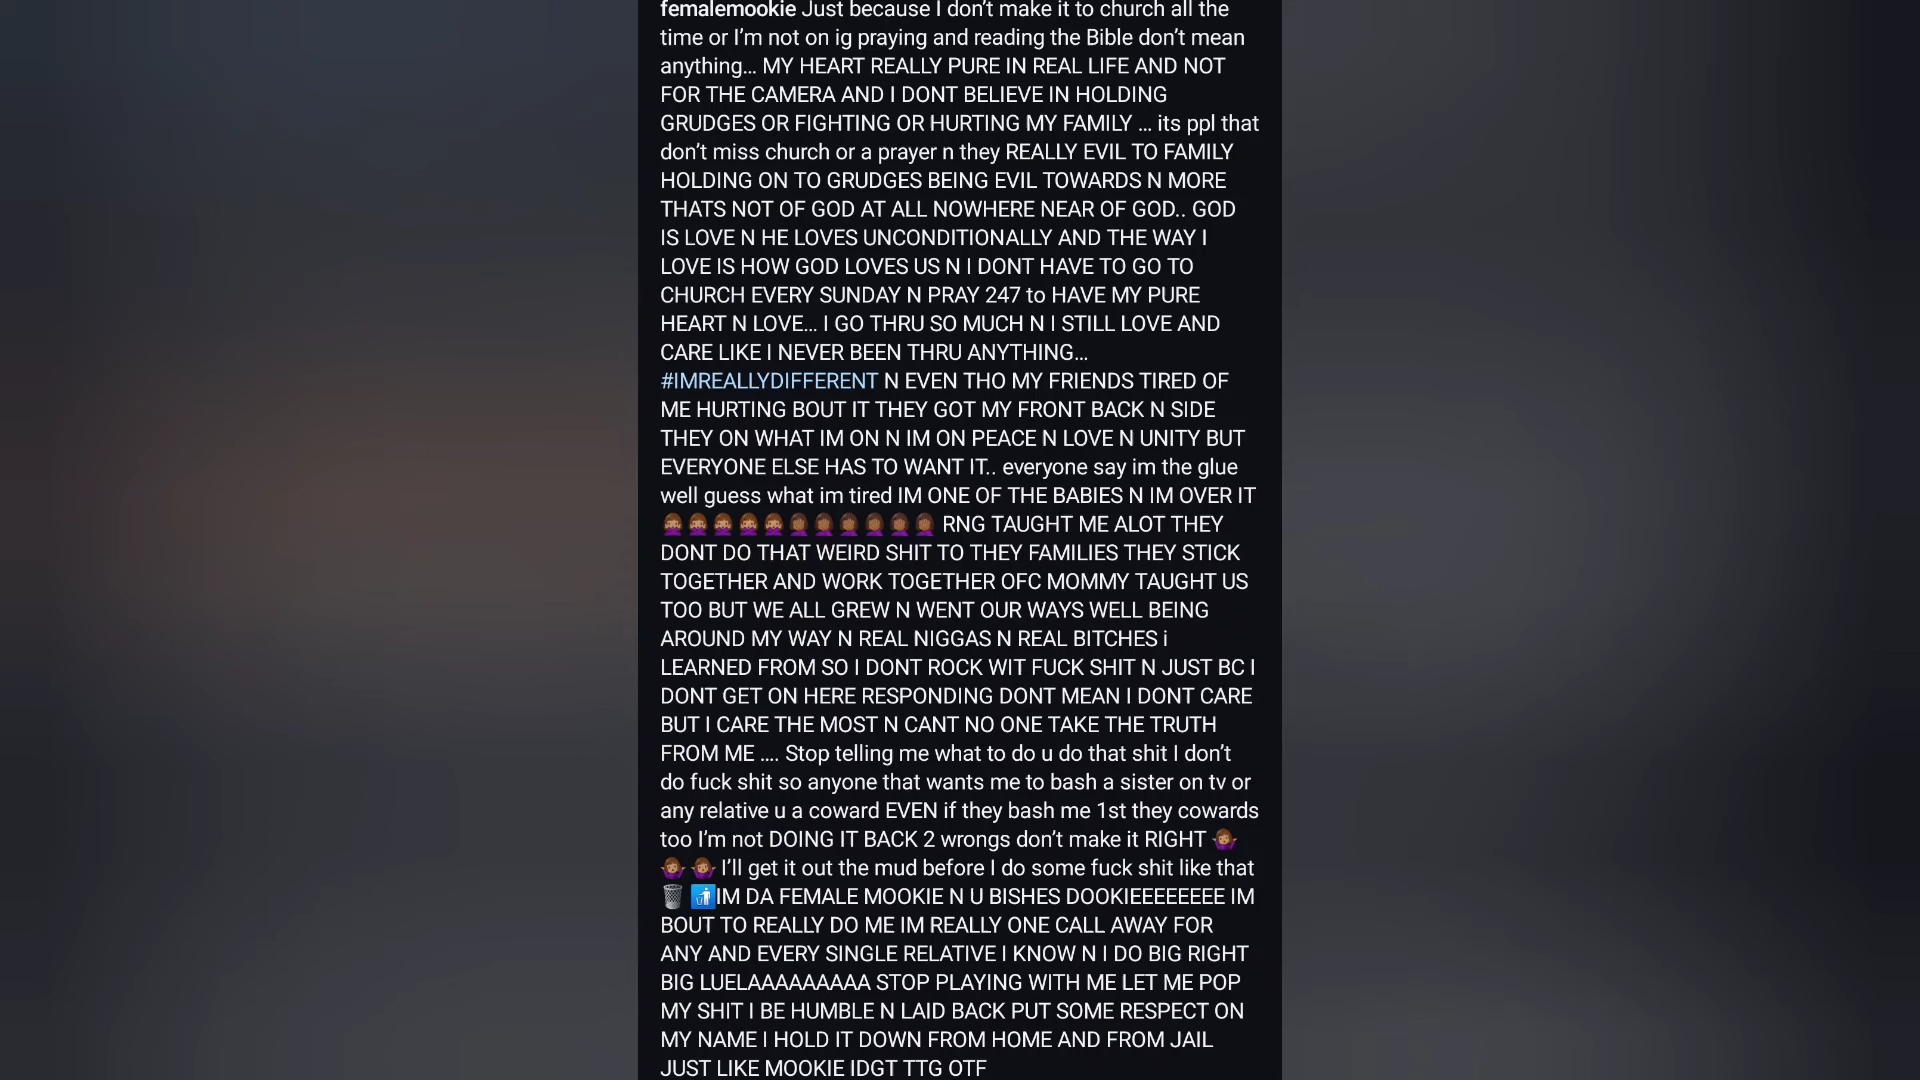 femalemookie Just because I don't make it to church all the
time or I'm not on ig praying and reading the Bible don't mean
anything... MY HEART REALLY PURE IN REAL LIFE AND NOT
FOR THE CAMERA AND I DONT BELIEVE IN HOLDING
GRUDGES OR FIGHTING OR HURTING MY FAMILY ... its ppl that
don't miss church or a prayer n they REALLY EVIL TO FAMILY
HOLDING ON TO GRUDGES BEING EVIL TOWARDS N MORE
THATS NOT OF GOD AT ALL NOWHERE NEAR OF GOD.. GOD
IS LOVE N HE LOVES UNCONDITIONALLY AND THE WAY I
LOVE IS HOW GOD LOVES US N I DONT HAVE TO GO TO
CHURCH EVERY SUNDAY N PRAY 247 to HAVE MY PURE
HEART N LOVE... I GO THRU SO MUCH N I STILL LOVE AND
CARE LIKE I NEVER BEEN THRU ANYTHING...
#IMREALLYDIFFERENT N EVEN THO MY FRIENDS TIRED OF
ME HURTING BOUT IT THEY GOT MY FRONT BACK N SIDE
THEY ON WHAT IM ON N IM ON PEACE N LOVE N UNITY BUT
EVERYONE ELSE HAS TO WANT IT.. everyone say im the glue
well guess what im tired IM ONE OF THE BABIES N IM OVER IT
🙅🏽‍♀️🙅🏽‍♀️🙅🏽‍♀️🙅🏽‍♀️🙅🏽‍♀️🤦🏾‍♀️🤦🏾‍♀️🤦🏾‍♀️🤦🏾‍♀️🤦🏾‍♀️🤦🏾‍♀️ RNG TAUGHT ME ALOT THEY
DONT DO THAT WEIRD SHIT TO THEY FAMILIES THEY STICK
TOGETHER AND WORK TOGETHER OFC MOMMY TAUGHT US
TOO BUT WE ALL GREW N WENT OUR WAYS WELL BEING
AROUND MY WAY N REAL NIGGAS N REAL BITCHES i
LEARNED FROM SO I DONT ROCK WIT FUCK SHIT N JUST BC I
DONT GET ON HERE RESPONDING DONT MEAN I DONT CARE
BUT I CARE THE MOST N CANT NO ONE TAKE THE TRUTH
FROM ME .... Stop telling me what to do u do that shit I don't
do fuck shit so anyone that wants me to bash a sister on tv or
any relative u a coward EVEN if they bash me 1st they cowards
too I'm not DOING IT BACK 2 wrongs don't make it RIGHT 🤷🏽‍♀️
🤷🏽‍♀️🤷🏽‍♀️ I'll get it out the mud before I do some fuck shit like that
🗑️🚮IM DA FEMALE MOOKIE N U BISHES DOOKIEEEEEEEE IM
BOUT TO REALLY DO ME IM REALLY ONE CALL AWAY FOR
ANY AND EVERY SINGLE RELATIVE I KNOW N I DO BIG RIGHT
BIG LUELAAAAAAAAA STOP PLAYING WITH ME LET ME POP
MY SHIT I BE HUMBLE N LAID BACK PUT SOME RESPECT ON
MY NAME I HOLD IT DOWN FROM HOME AND FROM JAIL
JUST LIKE MOOKIE IDGT TTG OTF